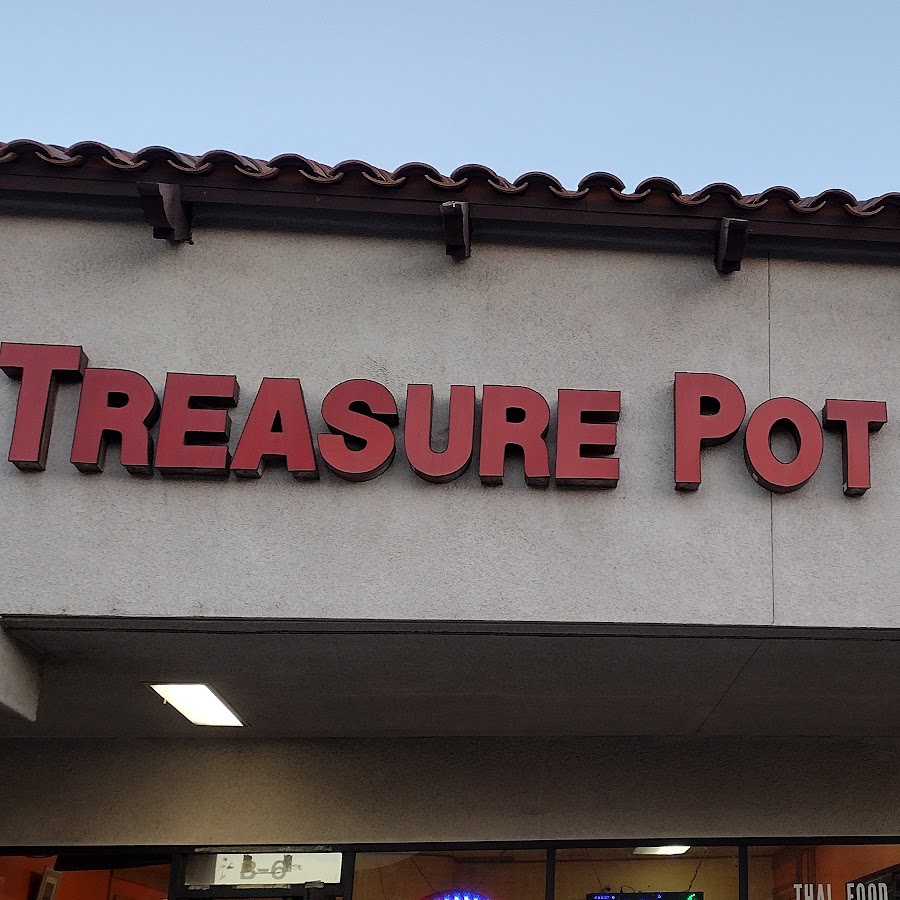 TREASURE POT
B-6
THAI FOOD